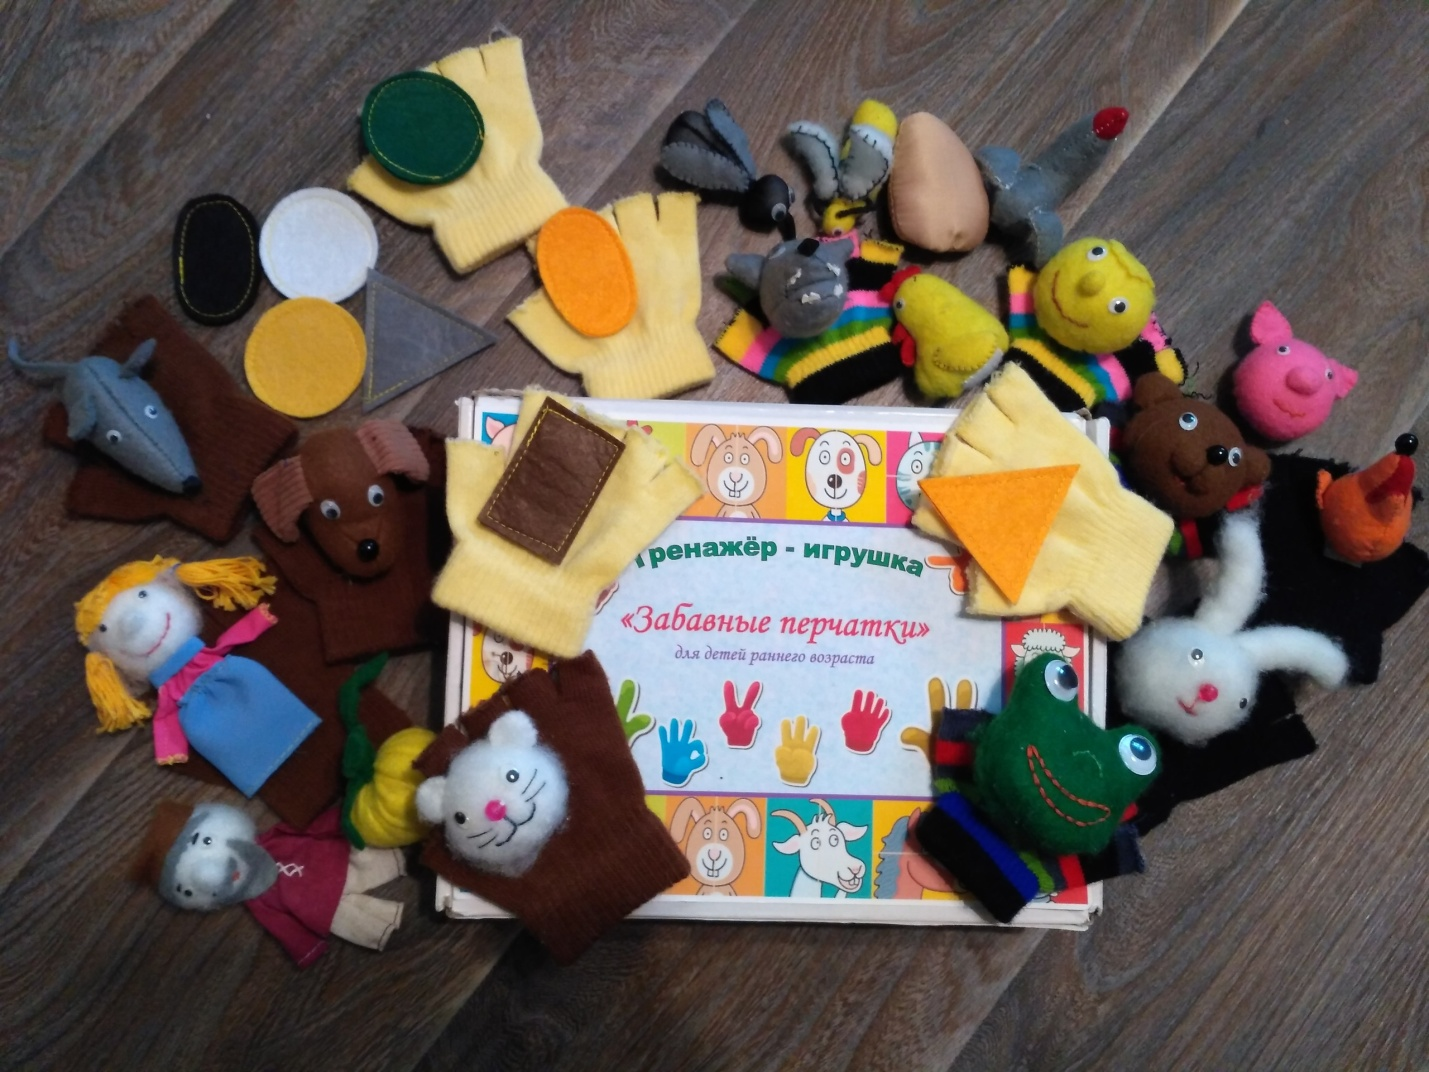 Тренажёр - игрушка
«Забавные перчатки»
для детей раннего возраста